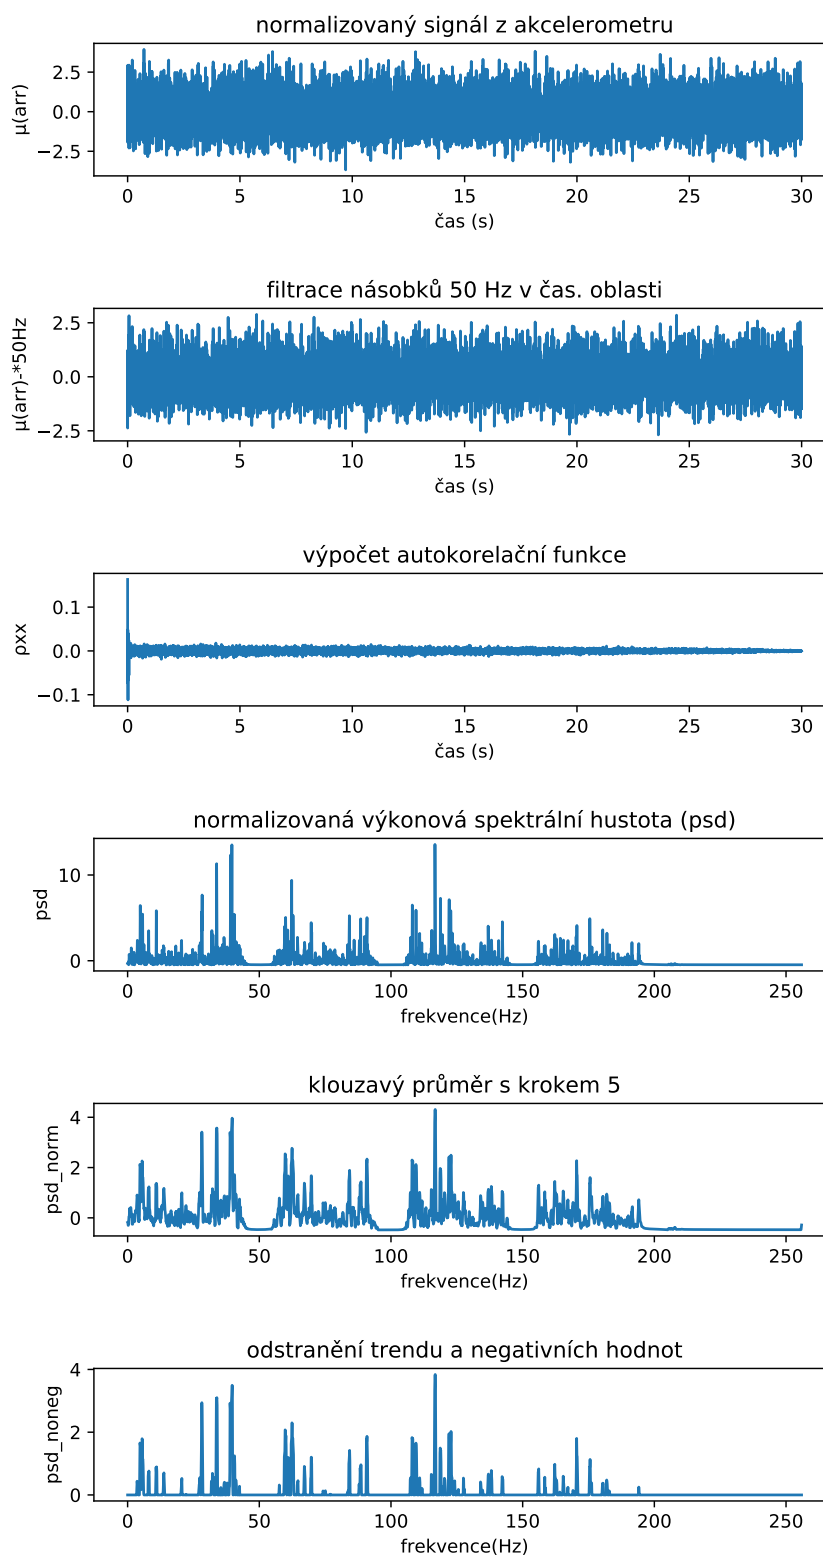 normalizovaný signál z akcelerometru
μ(arr)
2.5
0.0
−2.5
0 5 10 15 20 25 30
čas (s)
filtrace násobků 50 Hz v čas. oblasti
μ(arr)-*50Hz
2.5
0.0
−2.5
0 5 10 15 20 25 30
čas (s)
výpočet autokorelační funkce
ρxx
0.1
0.0
−0.1
0 5 10 15 20 25 30
čas (s)
normalizovaná výkonová spektrální hustota (psd)
psd
10
0
0 50 100 150 200 250
frekvence(Hz)
klouzavý průměr s krokem 5
psd_norm
4
2
0
0 50 100 150 200 250
frekvence(Hz)
odstranění trendu a negativních hodnot
psd_noneg
4
2
0
0 50 100 150 200 250
frekvence(Hz)